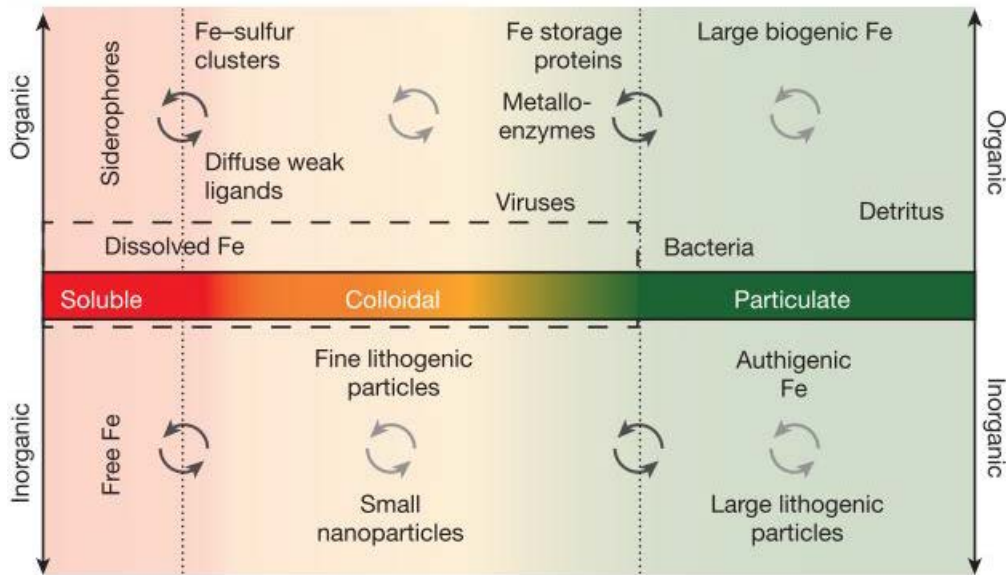 Organic
Siderophores
Fe–sulfur
clusters
Diffuse weak
ligands
Fe storage
proteins
Metallo-
enzymes
Viruses
Large biogenic Fe
Detritus
Bacteria
Organic
Dissolved Fe
Soluble
Colloidal
Particulate
Inorganic
Free Fe
Fine lithogenic
particles
Small
nanoparticles
Authigenic
Fe
Large lithogenic
particles
Inorganic